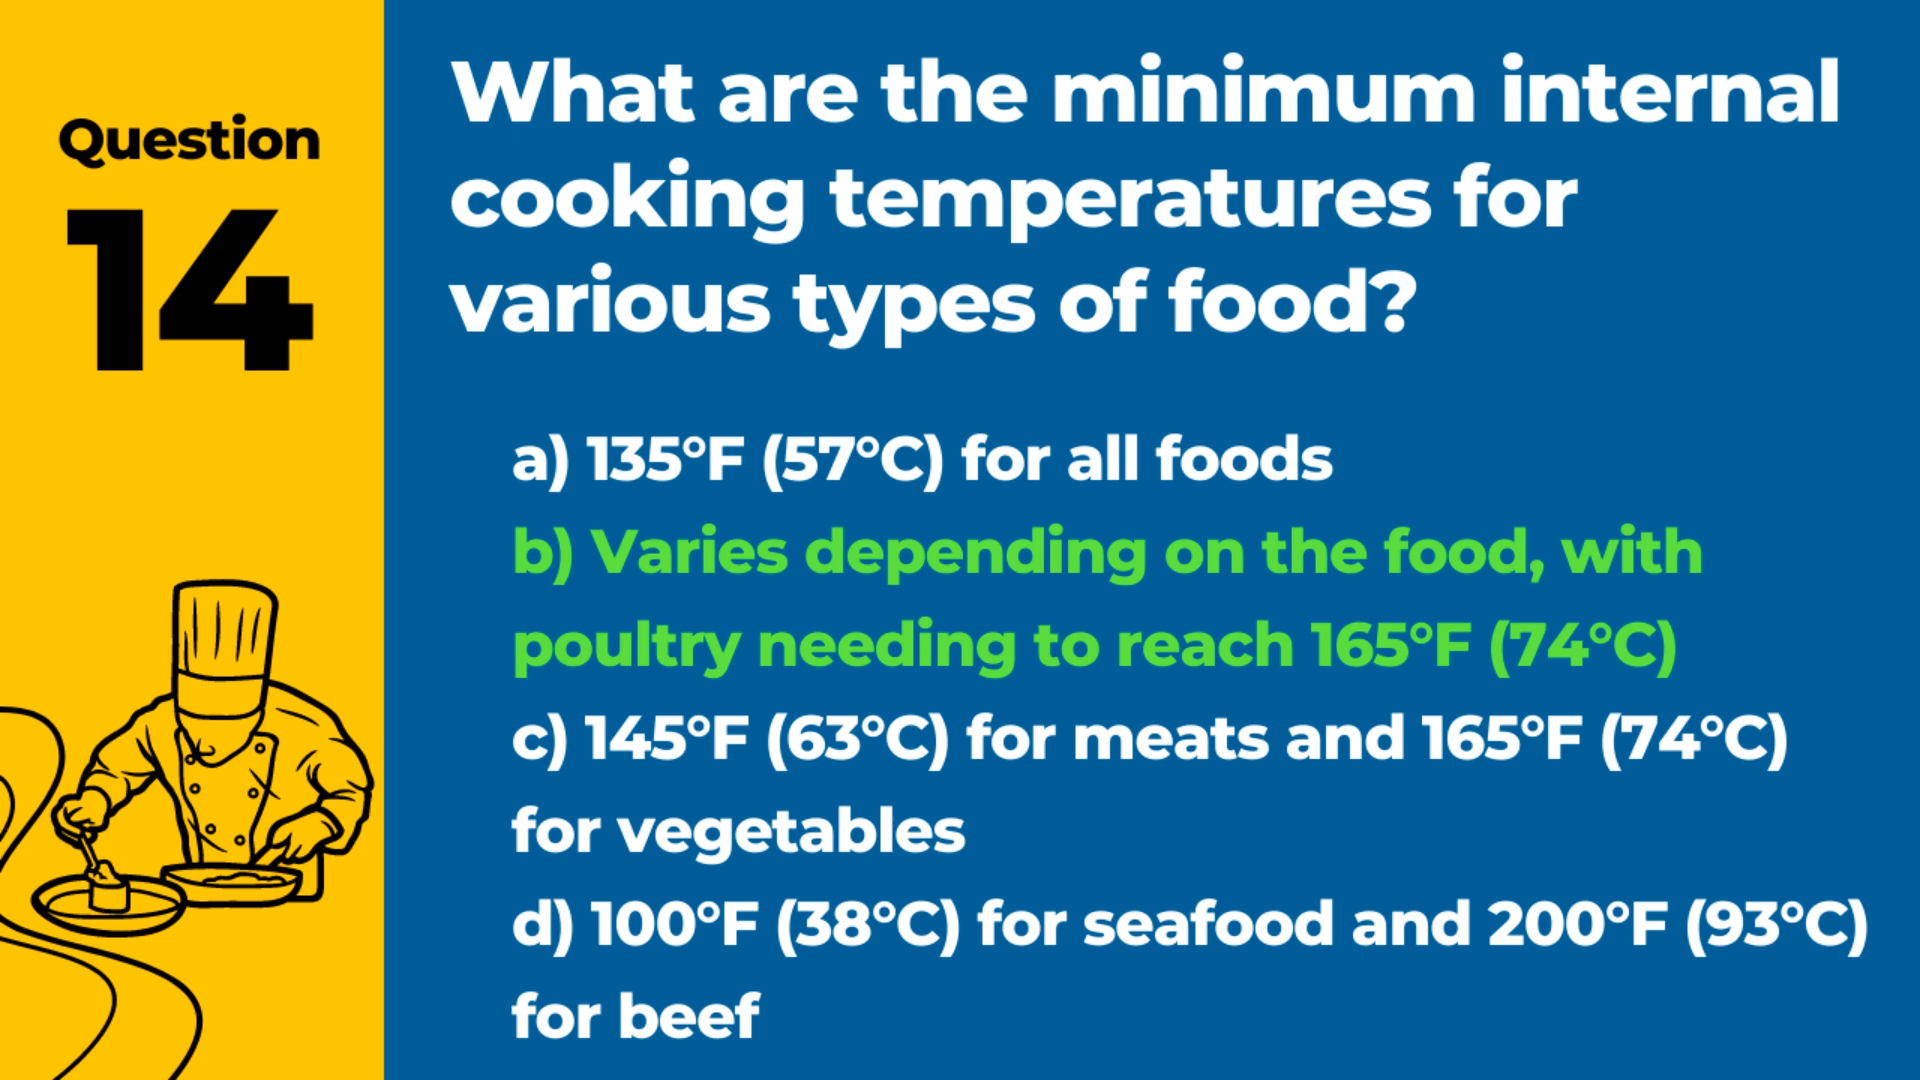 Question
14
What are the minimum internal
cooking temperatures for
various types of food?
a) 135°F (57°C) for all foods
b) Varies depending on the food, with
poultry needing to reach 165°F (74°C)
c) 145°F (63°C) for meats and 165°F (74°C)
for vegetables
d) 100°F (38°C) for seafood and 200°F (93°C)
for beef